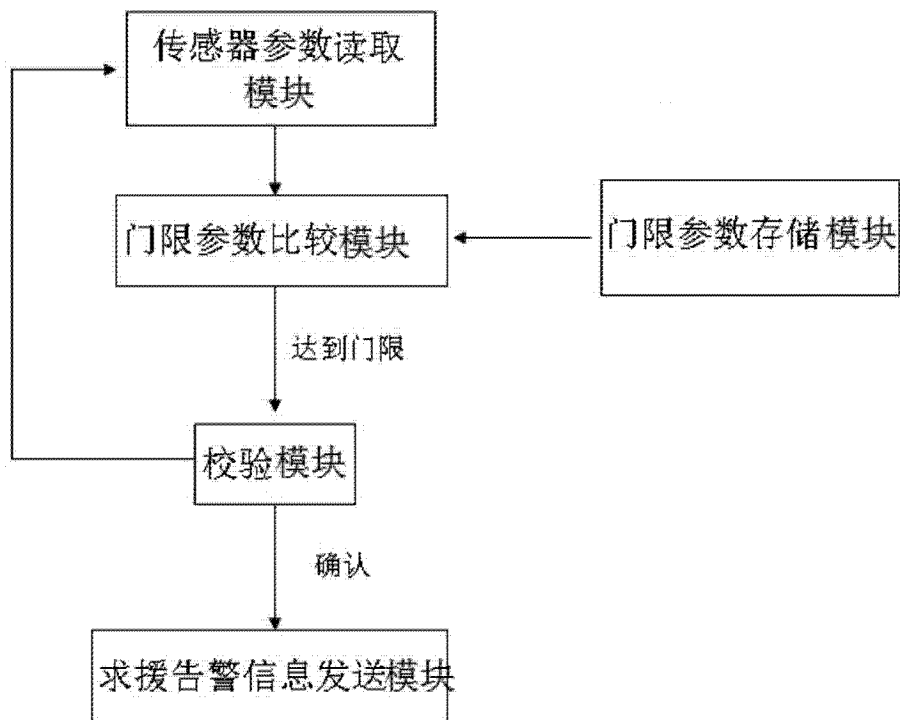 传感器参数读取
模块
门限参数比较模块
门限参数存储模块
达到门限
校验模块
确认
求援告警信息发送模块